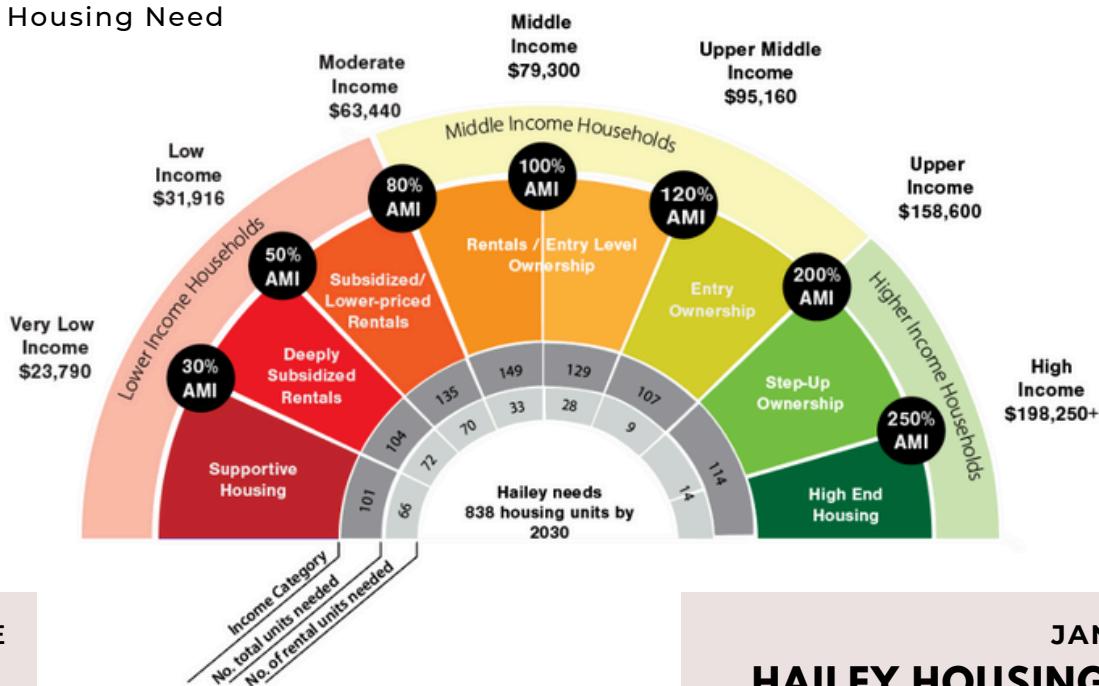 Housing Need
Very Low
Income
$23,790
Low
Income
$31,916
Moderate
Income
$63,440
Middle
Income
$79,300
Upper Middle
Income
$95,160
Upper
Income
$158,600
High
Income
$198,250+
Lower Income Households
Middle Income Households
Higher Income Households
30%
AMI
50%
AMI
80%
AMI
100%
AMI
120%
AMI
200%
AMI
250%
AMI
Supportive
Housing
Deeply
Subsidized
Rentals
Subsidized/
Lower-priced
Rentals
Rentals / Entry Level
Ownership
Entry
Ownership
Step-Up
Ownership
High End
Housing
101
104
135
149
129
107
114
66
72
70
33
28
9
14
Hailey needs
838 housing units by
2030
Income Category
No. total units needed
No. of rental units needed
E
JAN
HAILEY HOUSING